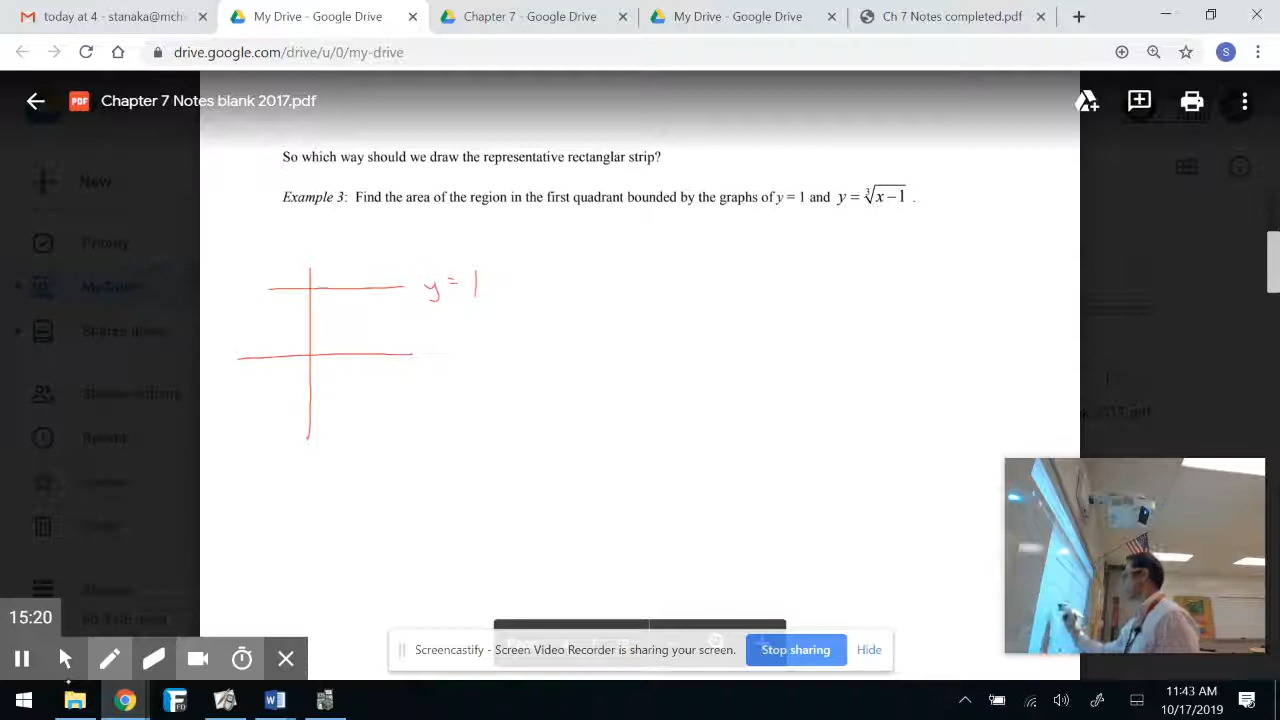 today at 4 - stanaka@mch
My Drive - Google Drive
Chapter 7 - Google Drive
My Drive - Google Drive
Ch 7 Notes completed.pdf
drive.google.com/drive/u/0/my-drive
S
PDF
Chapter 7 Notes blank 2017.pdf
So which way should we draw the representative rectanglar strip?
Example 3: Find the area of the region in the first quadrant bounded by the graphs of y = 1 and y = ∛(x − 1) .
New
Priority
y = 1
Recent
15:20
Screencastify - Screen Video Recorder is sharing your screen.
Stop sharing
Hide
11:43 AM
10/17/2019